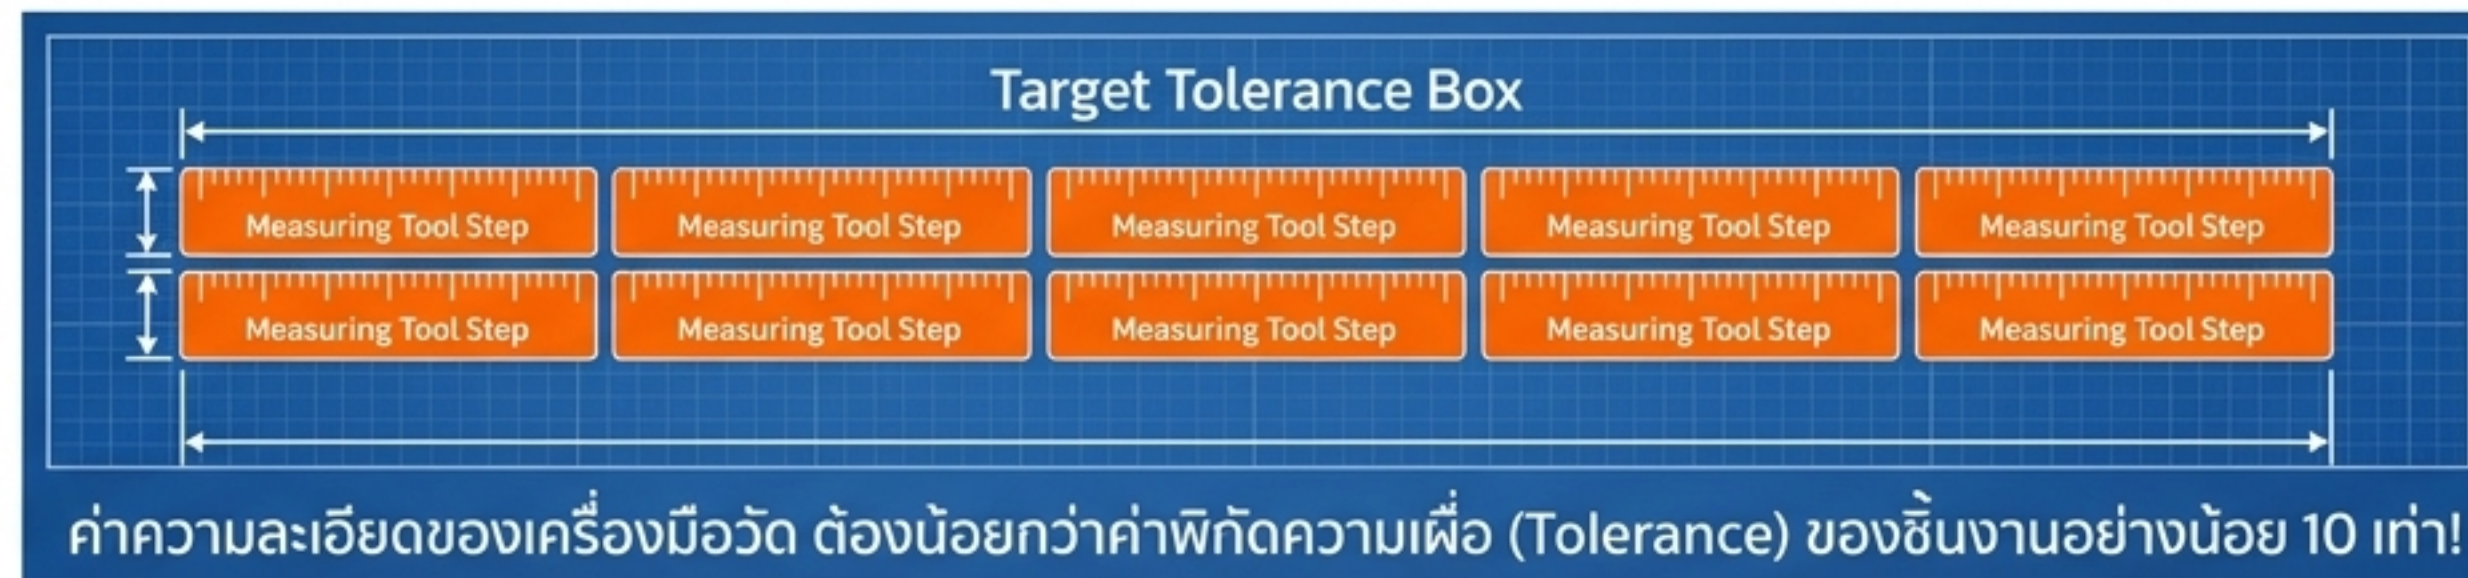 Target Tolerance Box
Measuring Tool Step Measuring Tool Step Measuring Tool Step Measuring Tool Step Measuring Tool Step
Measuring Tool Step Measuring Tool Step Measuring Tool Step Measuring Tool Step Measuring Tool Step
ค่าความละเอียดของเครื่องมือวัด ต้องน้อยกว่าค่าพิกัดความเผื่อ (Tolerance) ของชิ้นงานอย่างน้อย 10 เท่า!